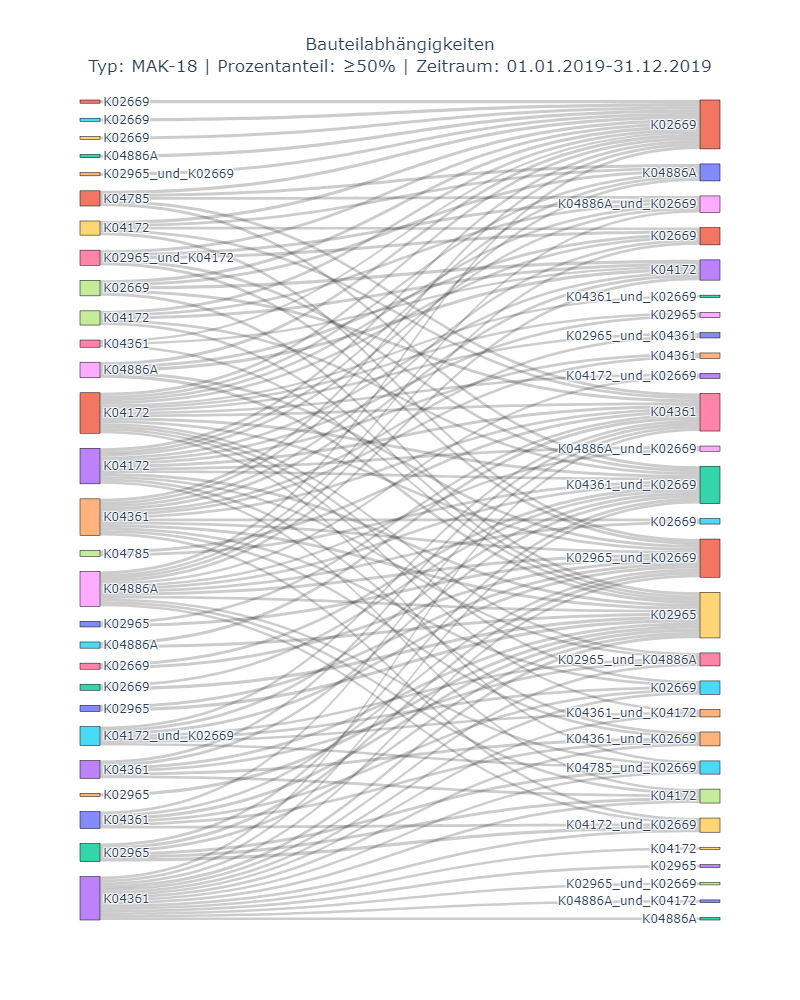 Bauteilabhängigkeiten
Typ: MAK-18 | Prozentanteil: ≥50% | Zeitraum: 01.01.2019-31.12.2019
K02669
K02669
K02669
K04886A
K02965_und_K02669
K04785
K04172
K02965_und_K04172
K02669
K04172
K04361
K04886A
K04172
K04172
K04361
K04785
K04886A
K02965
K04886A
K02669
K02669
K02965
K04172_und_K02669
K04361
K02965
K04361
K02965
K04361
K02669
K04886A
K04886A_und_K02669
K02669
K04172
K04361_und_K02669
K02965
K02965_und_K04361
K04361
K04172_und_K02669
K04361
K04886A_und_K02669
K04361_und_K02669
K02669
K02965_und_K02669
K02965
K02965_und_K04886A
K02669
K04361_und_K04172
K04361_und_K02669
K04785_und_K02669
K04172
K04172_und_K02669
K04172
K02965
K02965_und_K02669
K04886A_und_K04172
K04886A